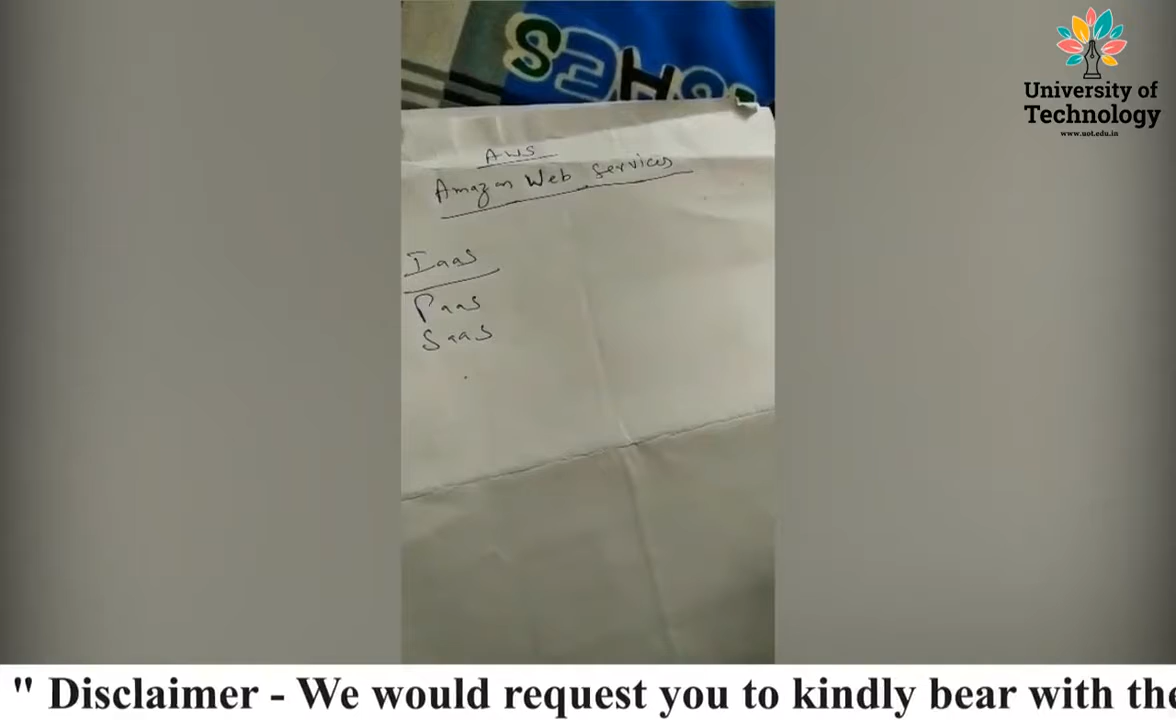 University of
Technology
www.uot.edu.in
AWS
Amazon Web Services
IaaS
PaaS
SaaS
" Disclaimer - We would request you to kindly bear with the